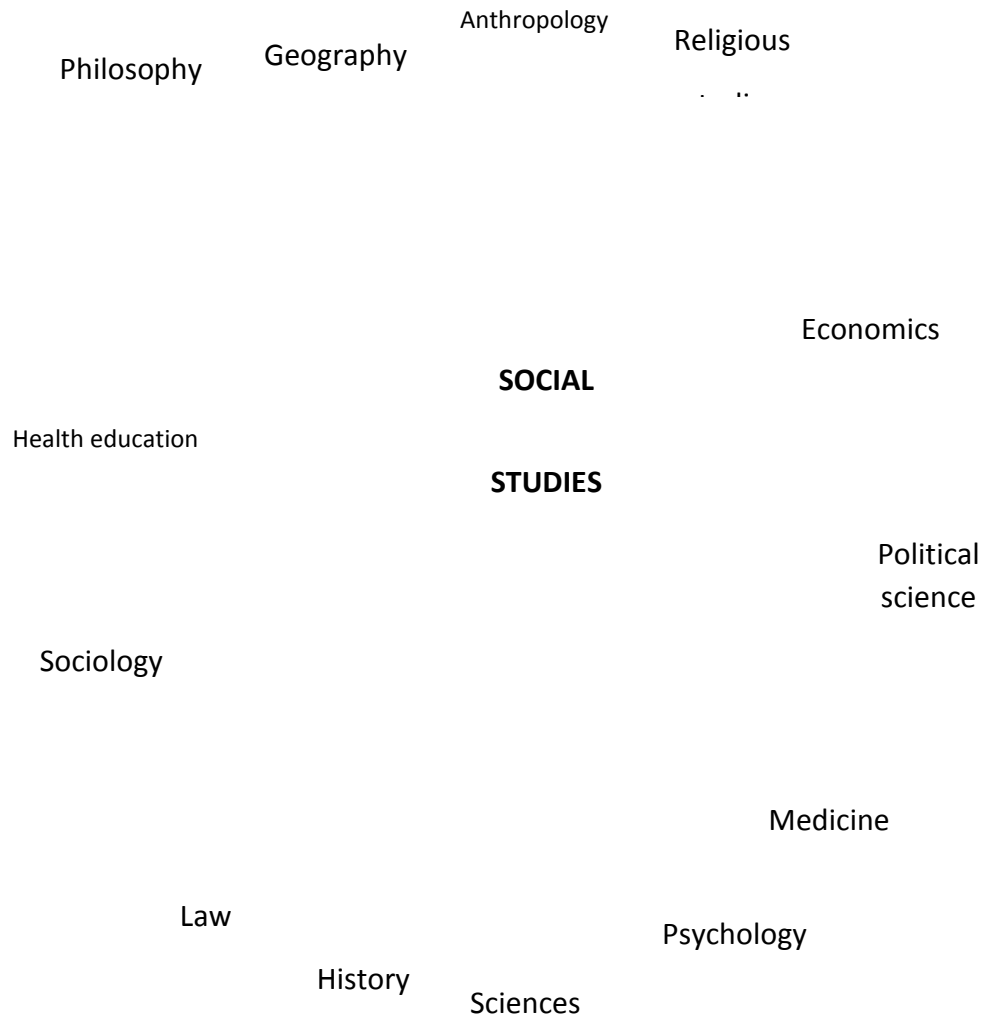 Anthropology
Religious
Geography
Philosophy
Economics
SOCIAL
Health education
STUDIES
Political
science
Sociology
Medicine
Law
Psychology
History
Sciences